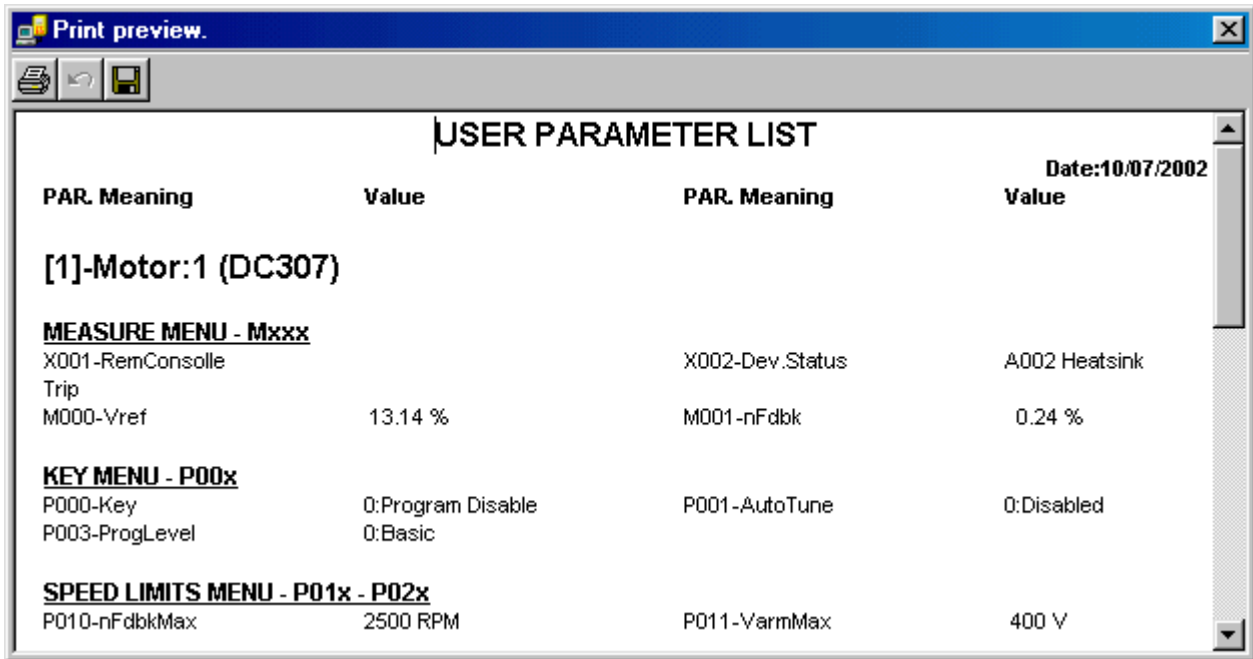 Print preview.
USER PARAMETER LIST
Date:10/07/2002
PAR. Meaning Value PAR. Meaning Value
[1]-Motor:1 (DC307)
MEASURE MENU - Mxxx
X001-RemConsolle X002-Dev.Status A002 Heatsink
Trip
M000-Vref 13.14 % M001-nFdbk 0.24 %
KEY MENU - P00x
P000-Key 0:Program Disable P001-AutoTune 0:Disabled
P003-ProgLevel 0:Basic
SPEED LIMITS MENU - P01x - P02x
P010-nFdbkMax 2500 RPM P011-VarmMax 400 V